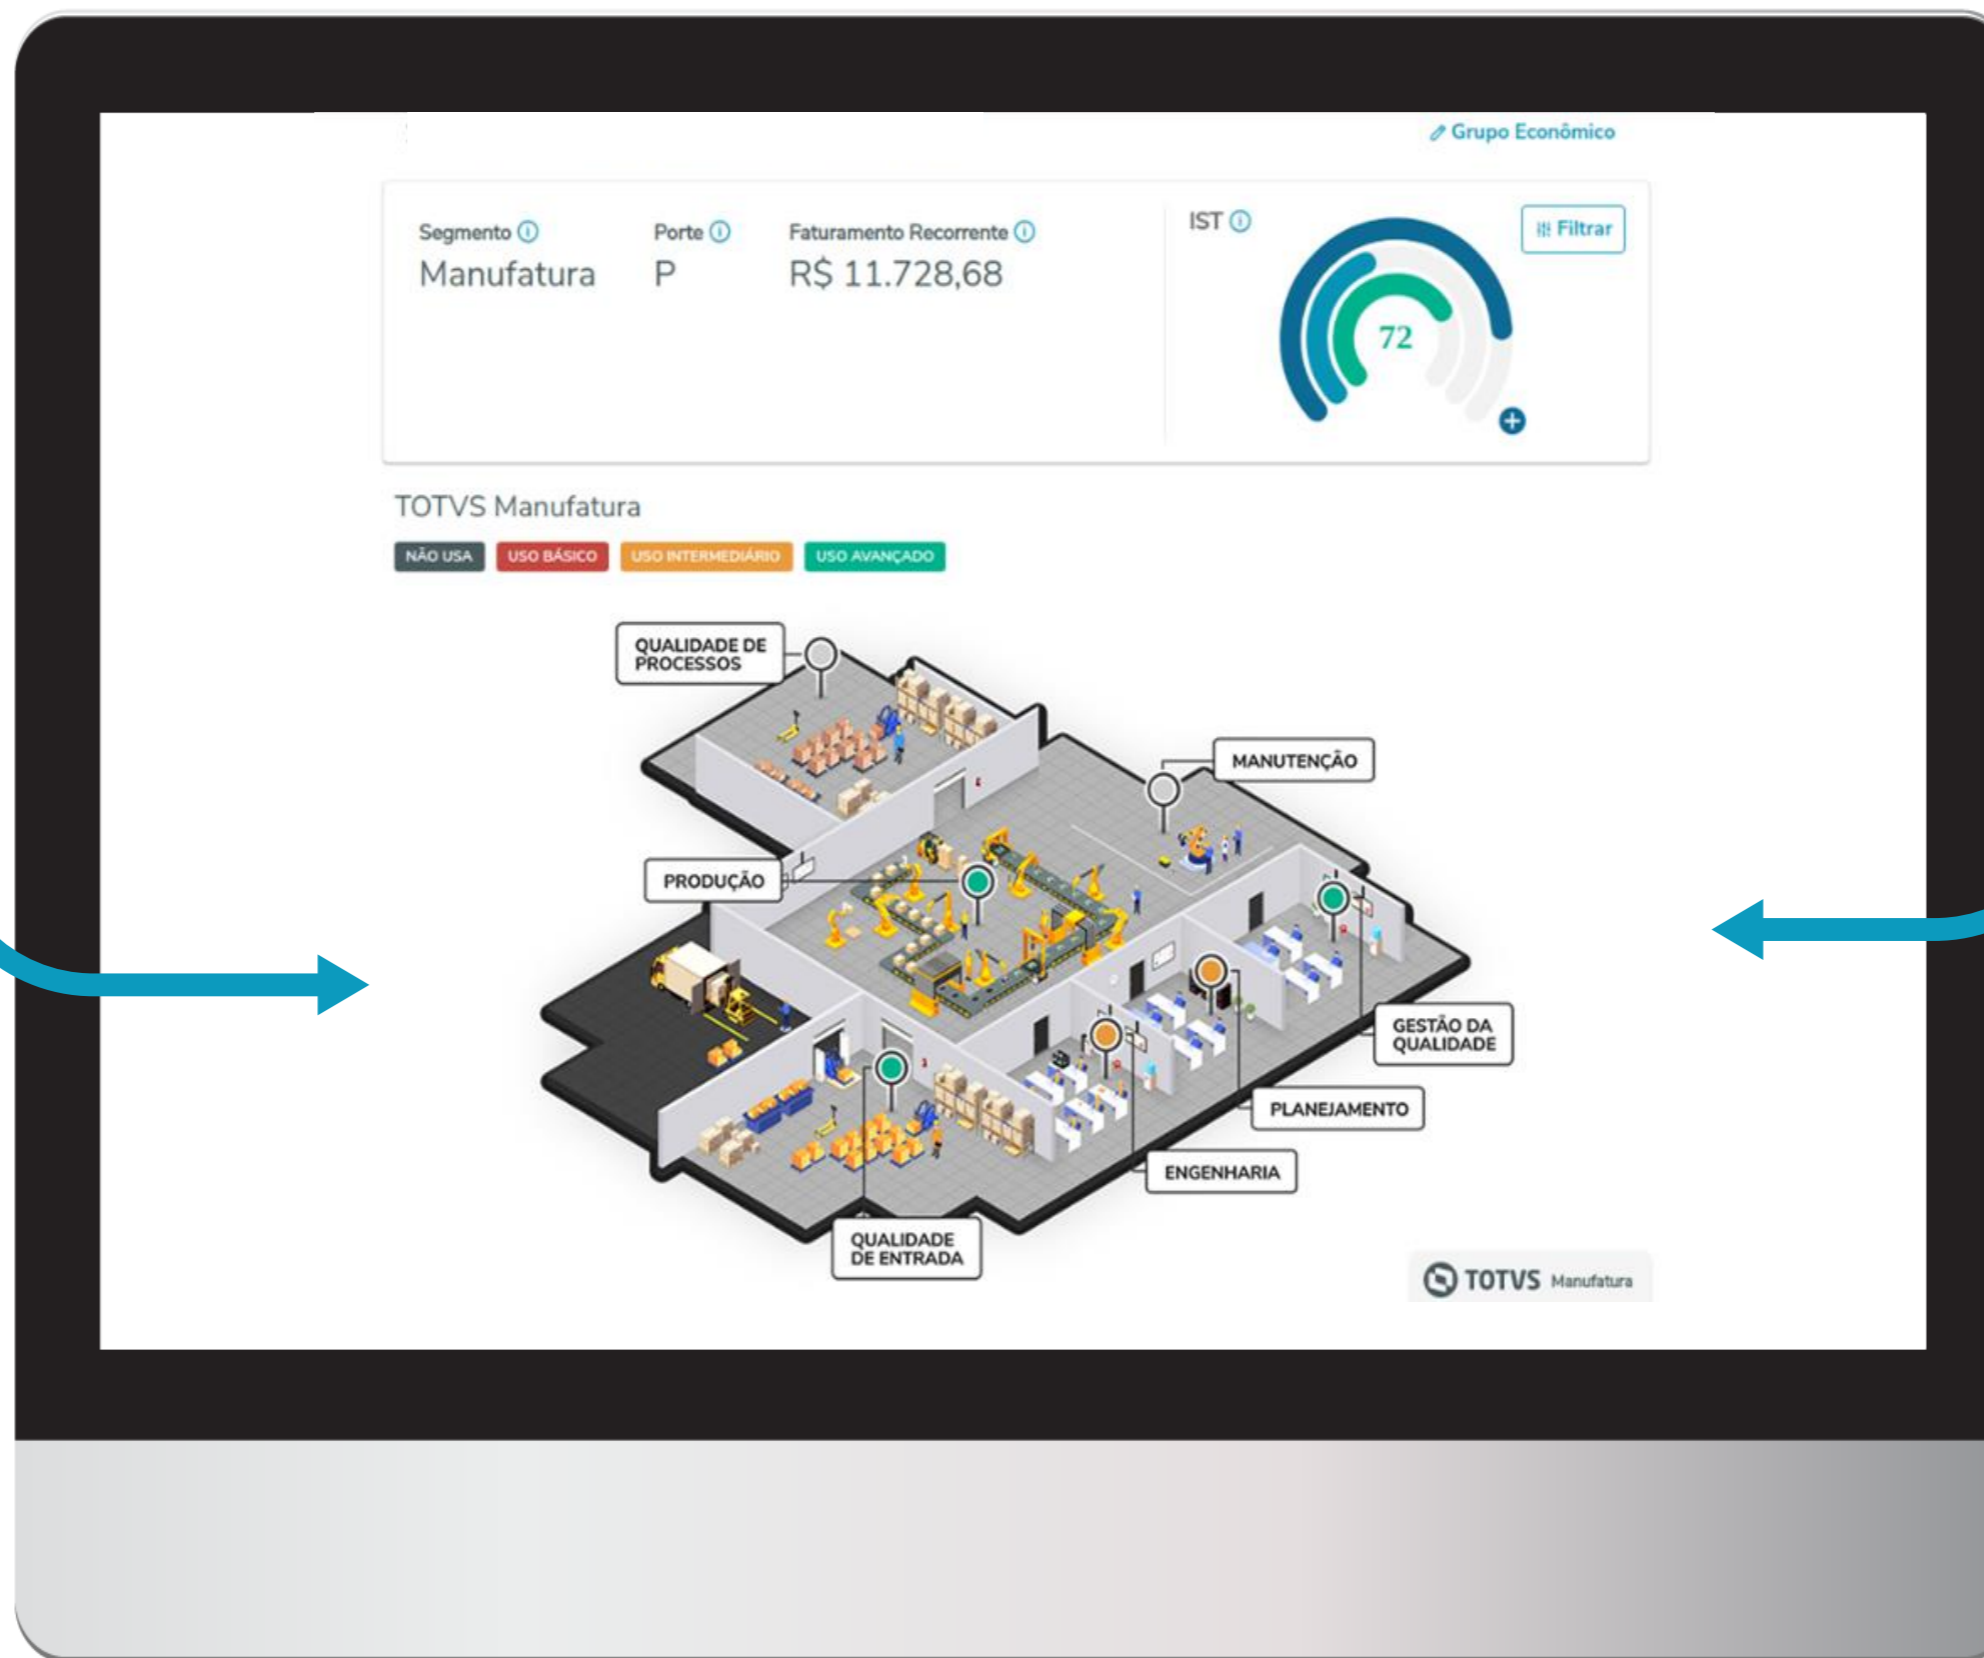 Grupo Econômico
Segmento
Porte
Faturamento Recorrente
IST
Filtrar
Manufatura
P
R$ 11.728,68
72
TOTVS Manufatura
NÃO USA
USO BÁSICO
USO INTERMEDIÁRIO
USO AVANÇADO
QUALIDADE DE
PROCESSOS
MANUTENÇÃO
PRODUÇÃO
GESTÃO DA
QUALIDADE
PLANEJAMENTO
ENGENHARIA
QUALIDADE
DE ENTRADA
TOTVS Manufatura